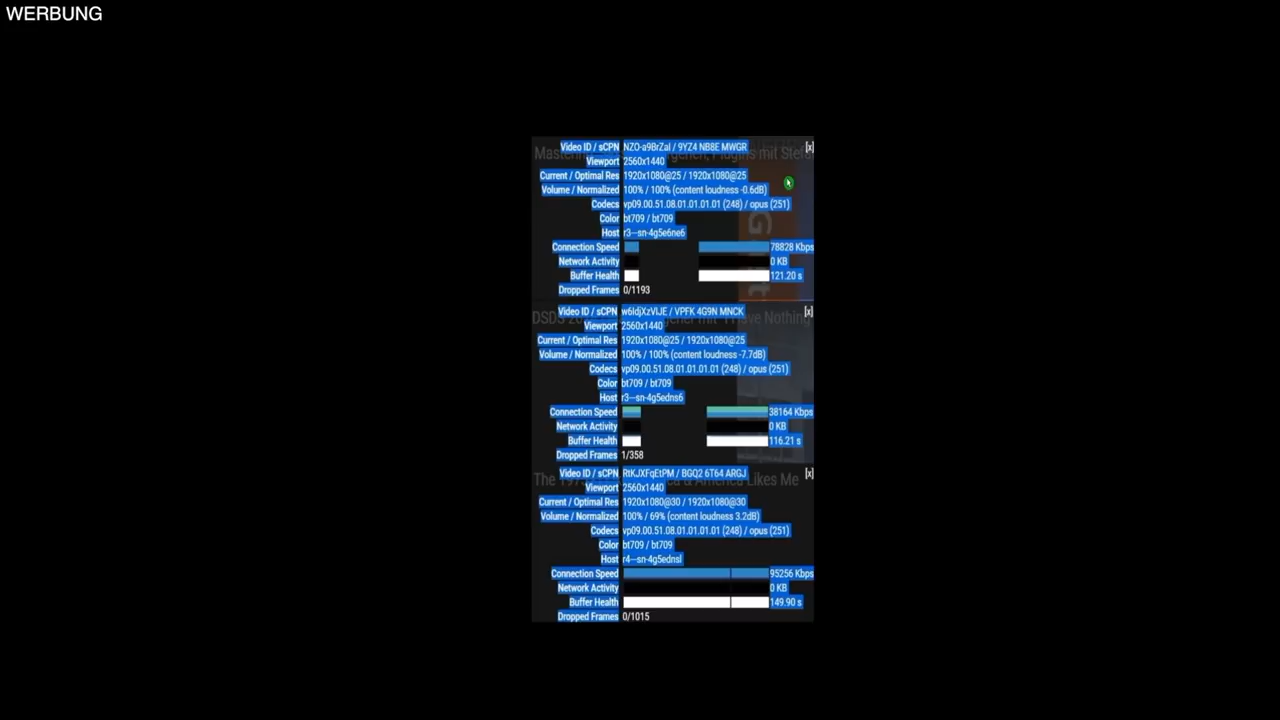 WERBUNG
Video ID / sCPN NZO-a9BrZaI / 9YZ4 NB8E MWGR [x]
Viewport 2560x1440
Current / Optimal Res 1920x1080@25 / 1920x1080@25
Volume / Normalized 100% / 100% (content loudness -0.6dB)
Codecs vp09.00.51.08.01.01.01.01 (248) / opus (251)
Color bt709 / bt709
Host r3---sn-4g5e6ne6
Connection Speed 78828 Kbps
Network Activity 0 KB
Buffer Health 121.20 s
Dropped Frames 0/1193
Video ID / sCPN w6IdjXzVIJE / VPFK 4G9N MNCK [x]
Viewport 2560x1440
Current / Optimal Res 1920x1080@25 / 1920x1080@25
Volume / Normalized 100% / 100% (content loudness -7.7dB)
Codecs vp09.00.51.08.01.01.01.01 (248) / opus (251)
Color bt709 / bt709
Host r3---sn-4g5edns6
Connection Speed 38164 Kbps
Network Activity 0 KB
Buffer Health 116.21 s
Dropped Frames 1/358
Video ID / sCPN RtKJXFqEtPM / BGQ2 6T64 ARGJ [x]
Viewport 2560x1440
Current / Optimal Res 1920x1080@30 / 1920x1080@30
Volume / Normalized 100% / 69% (content loudness 3.2dB)
Codecs vp09.00.51.08.01.01.01.01 (248) / opus (251)
Color bt709 / bt709
Host r4---sn-4g5ednsl
Connection Speed 95256 Kbps
Network Activity 0 KB
Buffer Health 149.90 s
Dropped Frames 0/1015